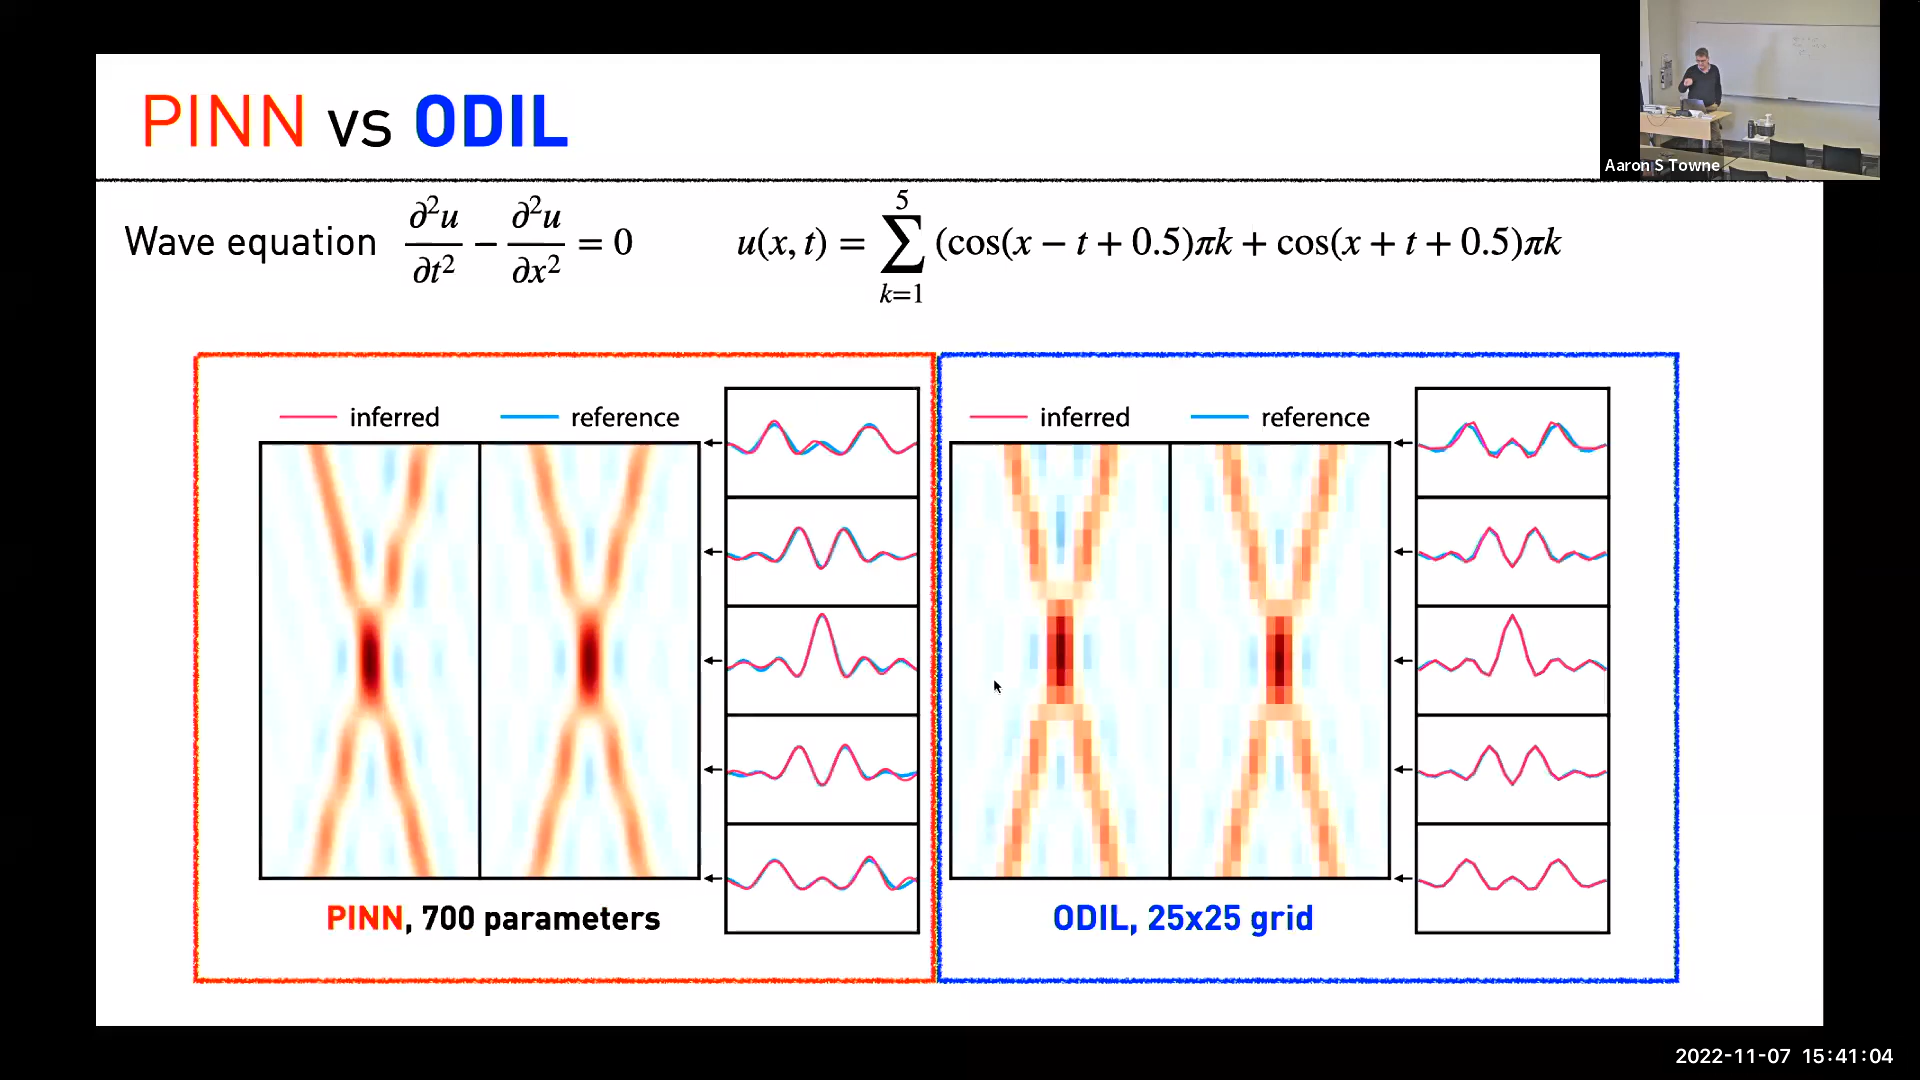 PINN vs ODIL
Aaron S Towne
Wave equation ∂²u/∂t² − ∂²u/∂x² = 0
u(x, t) = ∑_{k=1}^{5} (cos(x − t + 0.5)πk + cos(x + t + 0.5)πk
inferred reference
inferred reference
PINN, 700 parameters
ODIL, 25x25 grid
2022-11-07 15:41:04